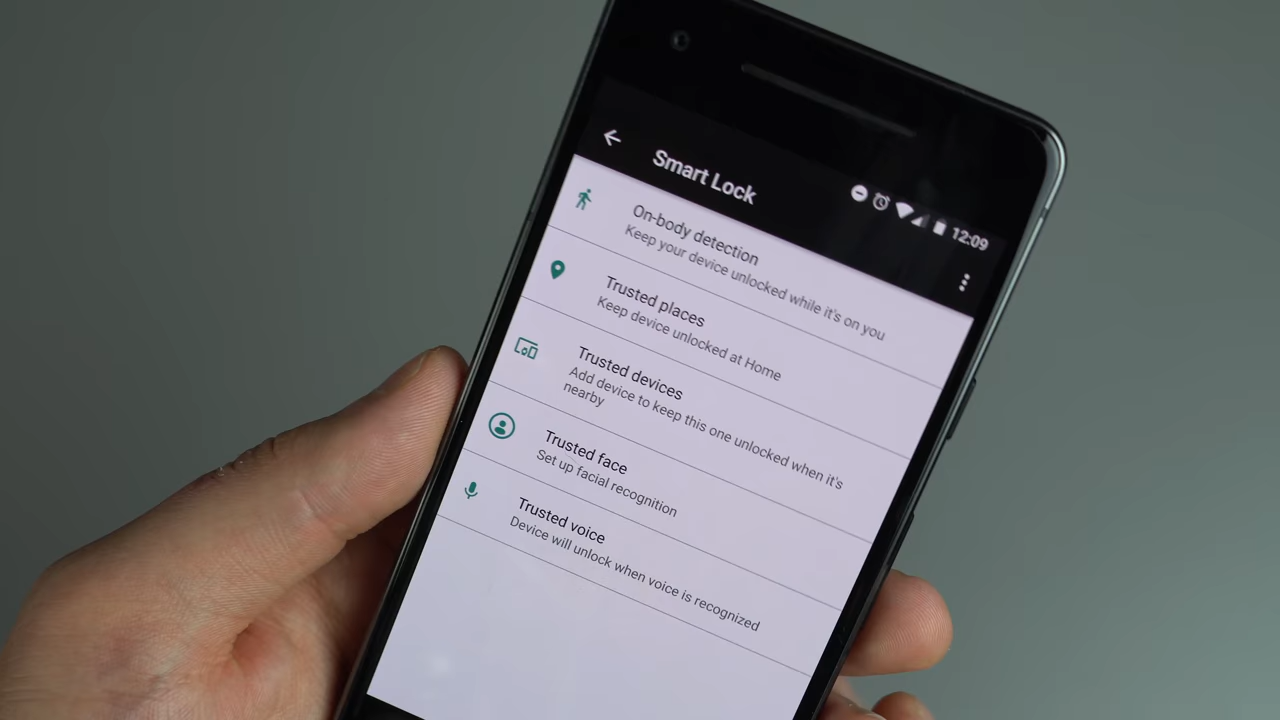 12:09
Smart Lock
On-body detection
Keep your device unlocked while it's on you
Trusted places
Keep device unlocked at Home
Trusted devices
Add device to keep this one unlocked when it's
nearby
Trusted face
Set up facial recognition
Trusted voice
Device will unlock when voice is recognized